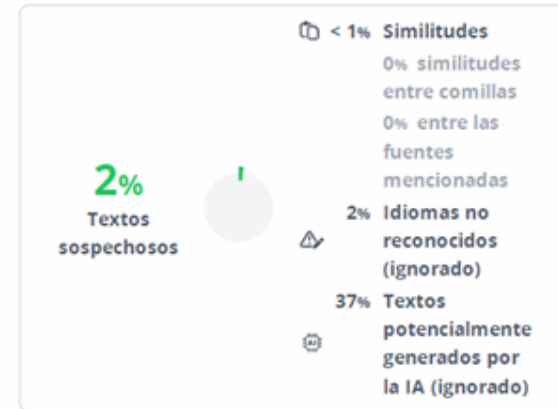 2%
Textos
sospechosos
< 1% Similitudes
0% similitudes
entre comillas
0% entre las
fuentes
mencionadas
2% Idiomas no
reconocidos
(ignorado)
37% Textos
potencialmente
generados por
la IA (ignorado)
AI